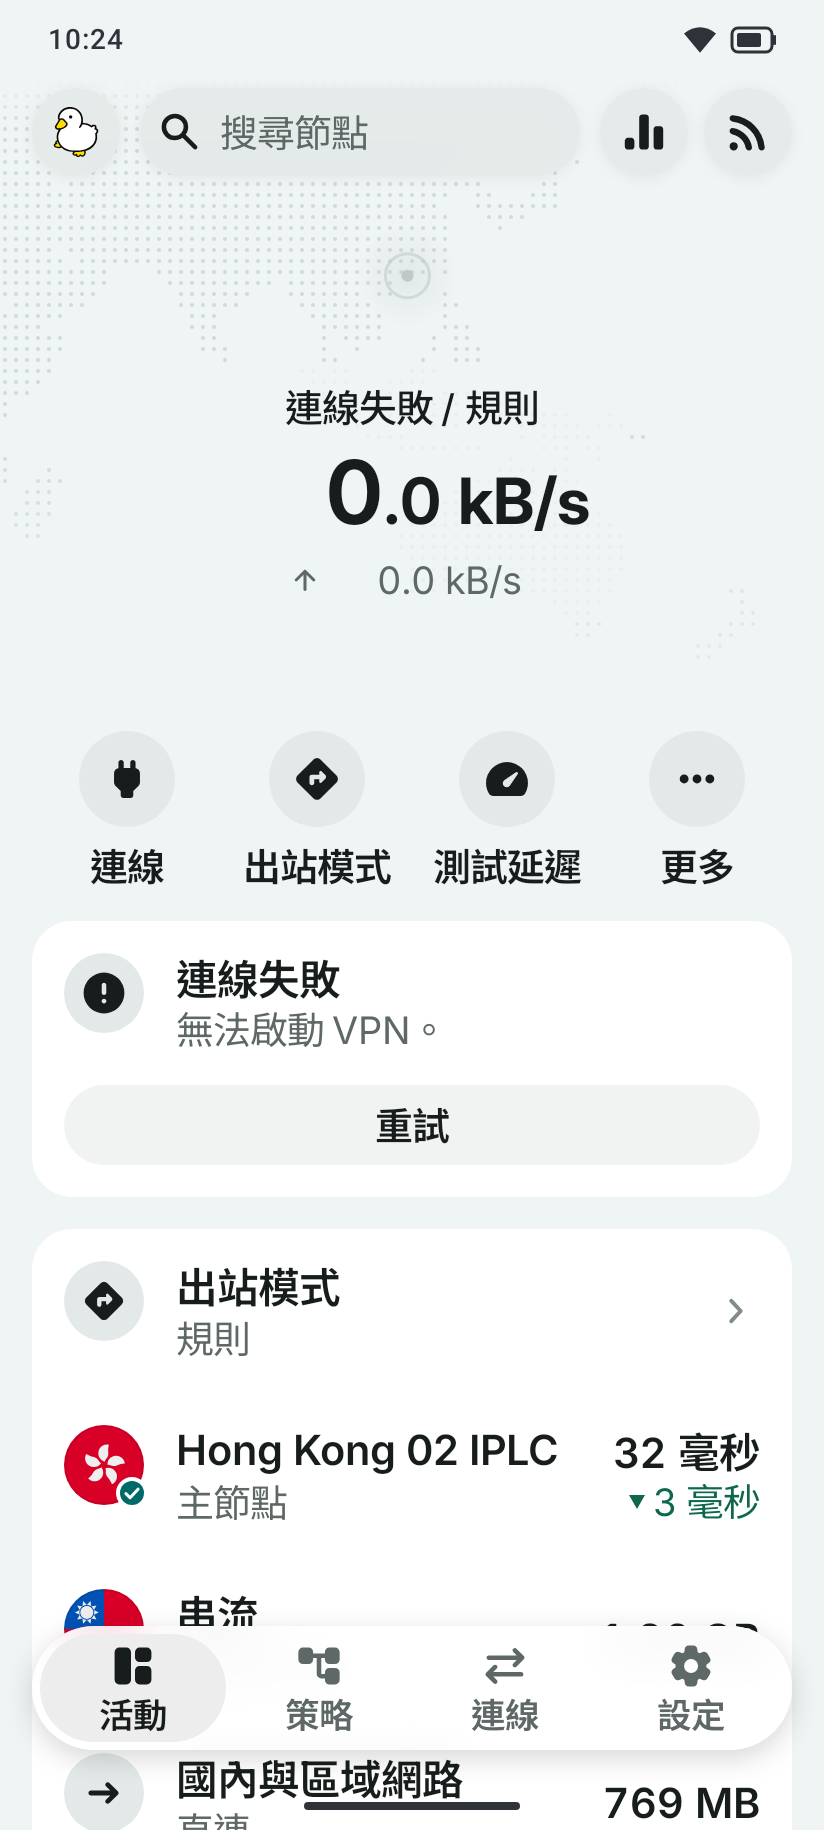 10:24
搜尋節點
連線失敗 / 規則
0.0 kB/s
↑ 0.0 kB/s
連線
出站模式
測試延遲
更多
連線失敗
無法啟動 VPN。
重試
出站模式
規則
Hong Kong 02 IPLC
32 毫秒
主節點
▼3 毫秒
串流
活動
策略
連線
設定
國內與區域網路
769 MB
直連